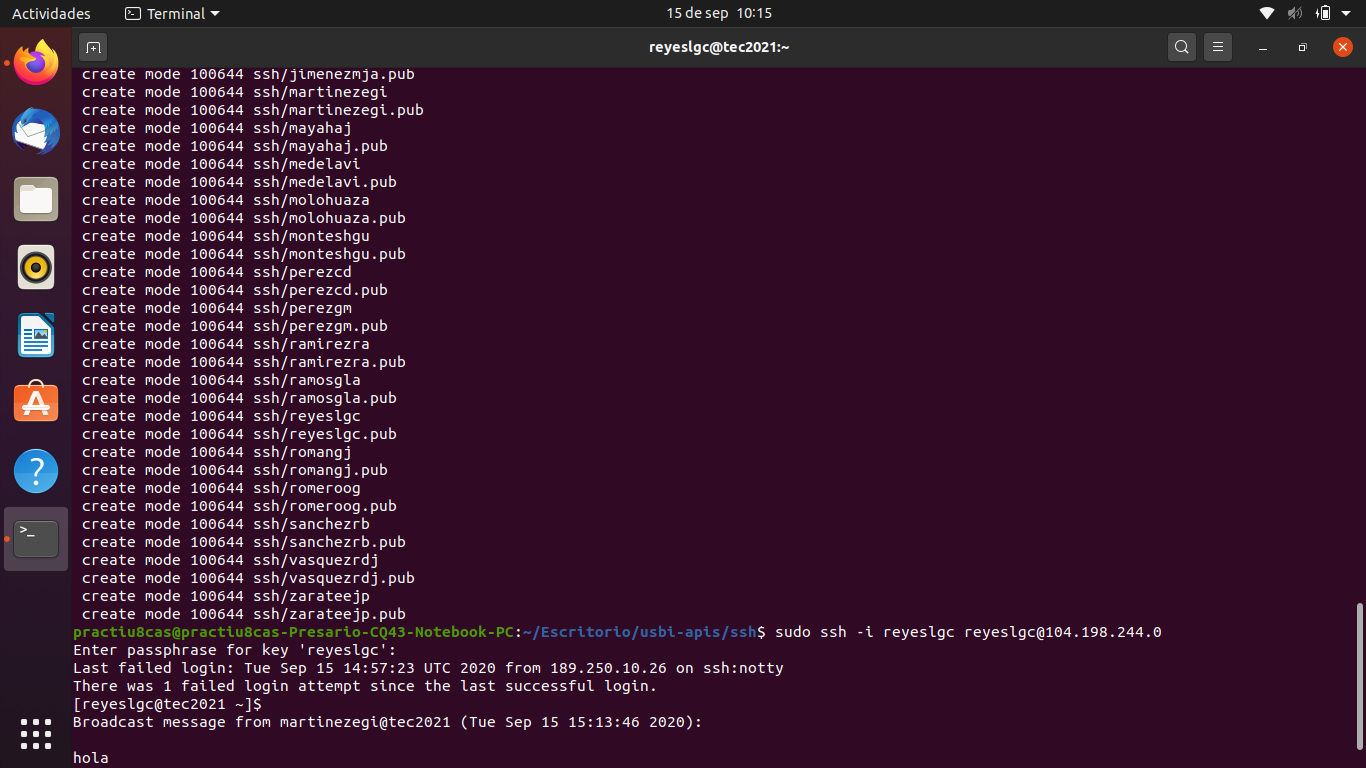 Actividades Terminal 15 de sep 10:15
reyeslgc@tec2021:~
create mode 100644 ssh/jimenezmja.pub
create mode 100644 ssh/martinezegi
create mode 100644 ssh/martinezegi.pub
create mode 100644 ssh/mayahaj
create mode 100644 ssh/mayahaj.pub
create mode 100644 ssh/medelavi
create mode 100644 ssh/medelavi.pub
create mode 100644 ssh/molohuaza
create mode 100644 ssh/molohuaza.pub
create mode 100644 ssh/monteshgu
create mode 100644 ssh/monteshgu.pub
create mode 100644 ssh/perezcd
create mode 100644 ssh/perezcd.pub
create mode 100644 ssh/perezgm
create mode 100644 ssh/perezgm.pub
create mode 100644 ssh/ramirezra
create mode 100644 ssh/ramirezra.pub
create mode 100644 ssh/ramosgla
create mode 100644 ssh/ramosgla.pub
create mode 100644 ssh/reyeslgc
create mode 100644 ssh/reyeslgc.pub
create mode 100644 ssh/romangj
create mode 100644 ssh/romangj.pub
create mode 100644 ssh/romeroog
create mode 100644 ssh/romeroog.pub
create mode 100644 ssh/sanchezrb
create mode 100644 ssh/sanchezrb.pub
create mode 100644 ssh/vasquezrdj
create mode 100644 ssh/vasquezrdj.pub
create mode 100644 ssh/zarateejp
create mode 100644 ssh/zarateejp.pub
practiu8cas@practiu8cas-Presario-CQ43-Notebook-PC:~/Escritorio/usbi-apis/ssh$ sudo ssh -i reyeslgc reyeslgc@104.198.244.0
Enter passphrase for key 'reyeslgc':
Last failed login: Tue Sep 15 14:57:23 UTC 2020 from 189.250.10.26 on ssh:notty
There was 1 failed login attempt since the last successful login.
[reyeslgc@tec2021 ~]$
Broadcast message from martinezegi@tec2021 (Tue Sep 15 15:13:46 2020):
hola